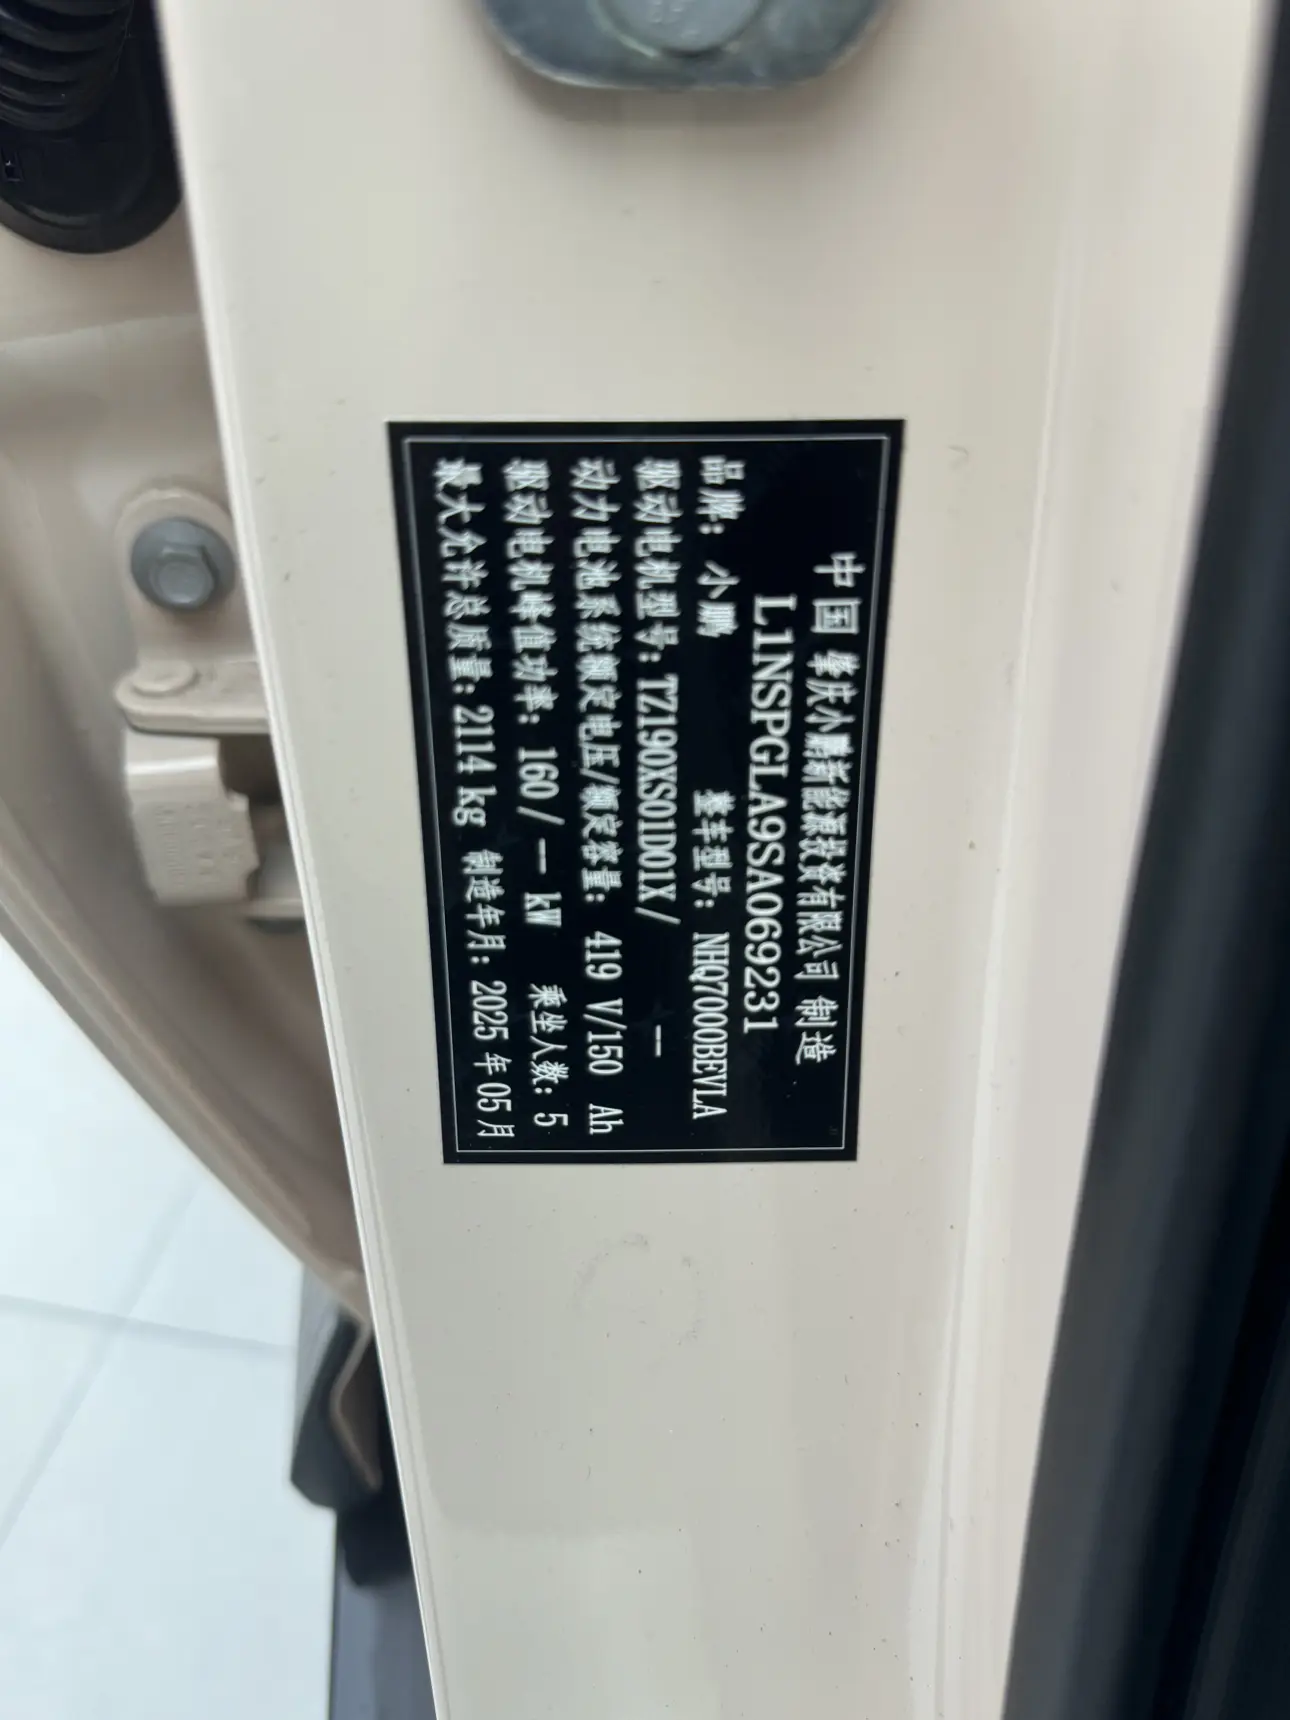 中国 肇庆小鹏新能源投资有限公司 制造
L1NSPGLA9SA069231
品牌: 小鹏 整车型号: NHQ7000BEVLA
驱动电机型号: TZ190XS01D01X/ --
动力电池系统额定电压/额定容量: 419 V/150 Ah
驱动电机峰值功率: 160/ -- kW 乘坐人数: 5
最大允许总质量: 2114 kg 制造年月: 2025 年 05 月